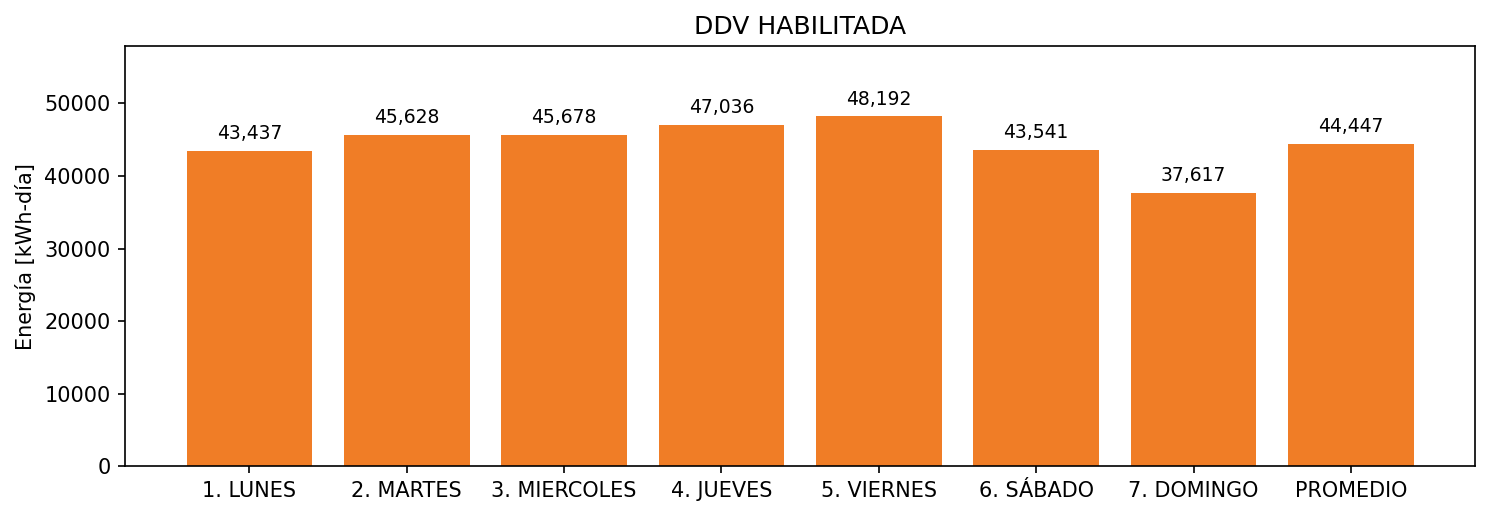 DDV HABILITADA
Energía [kWh-día]
50000
40000
30000
20000
10000
0
43,437
45,628
45,678
47,036
48,192
43,541
37,617
44,447
1. LUNES
2. MARTES
3. MIERCOLES
4. JUEVES
5. VIERNES
6. SÁBADO
7. DOMINGO
PROMEDIO